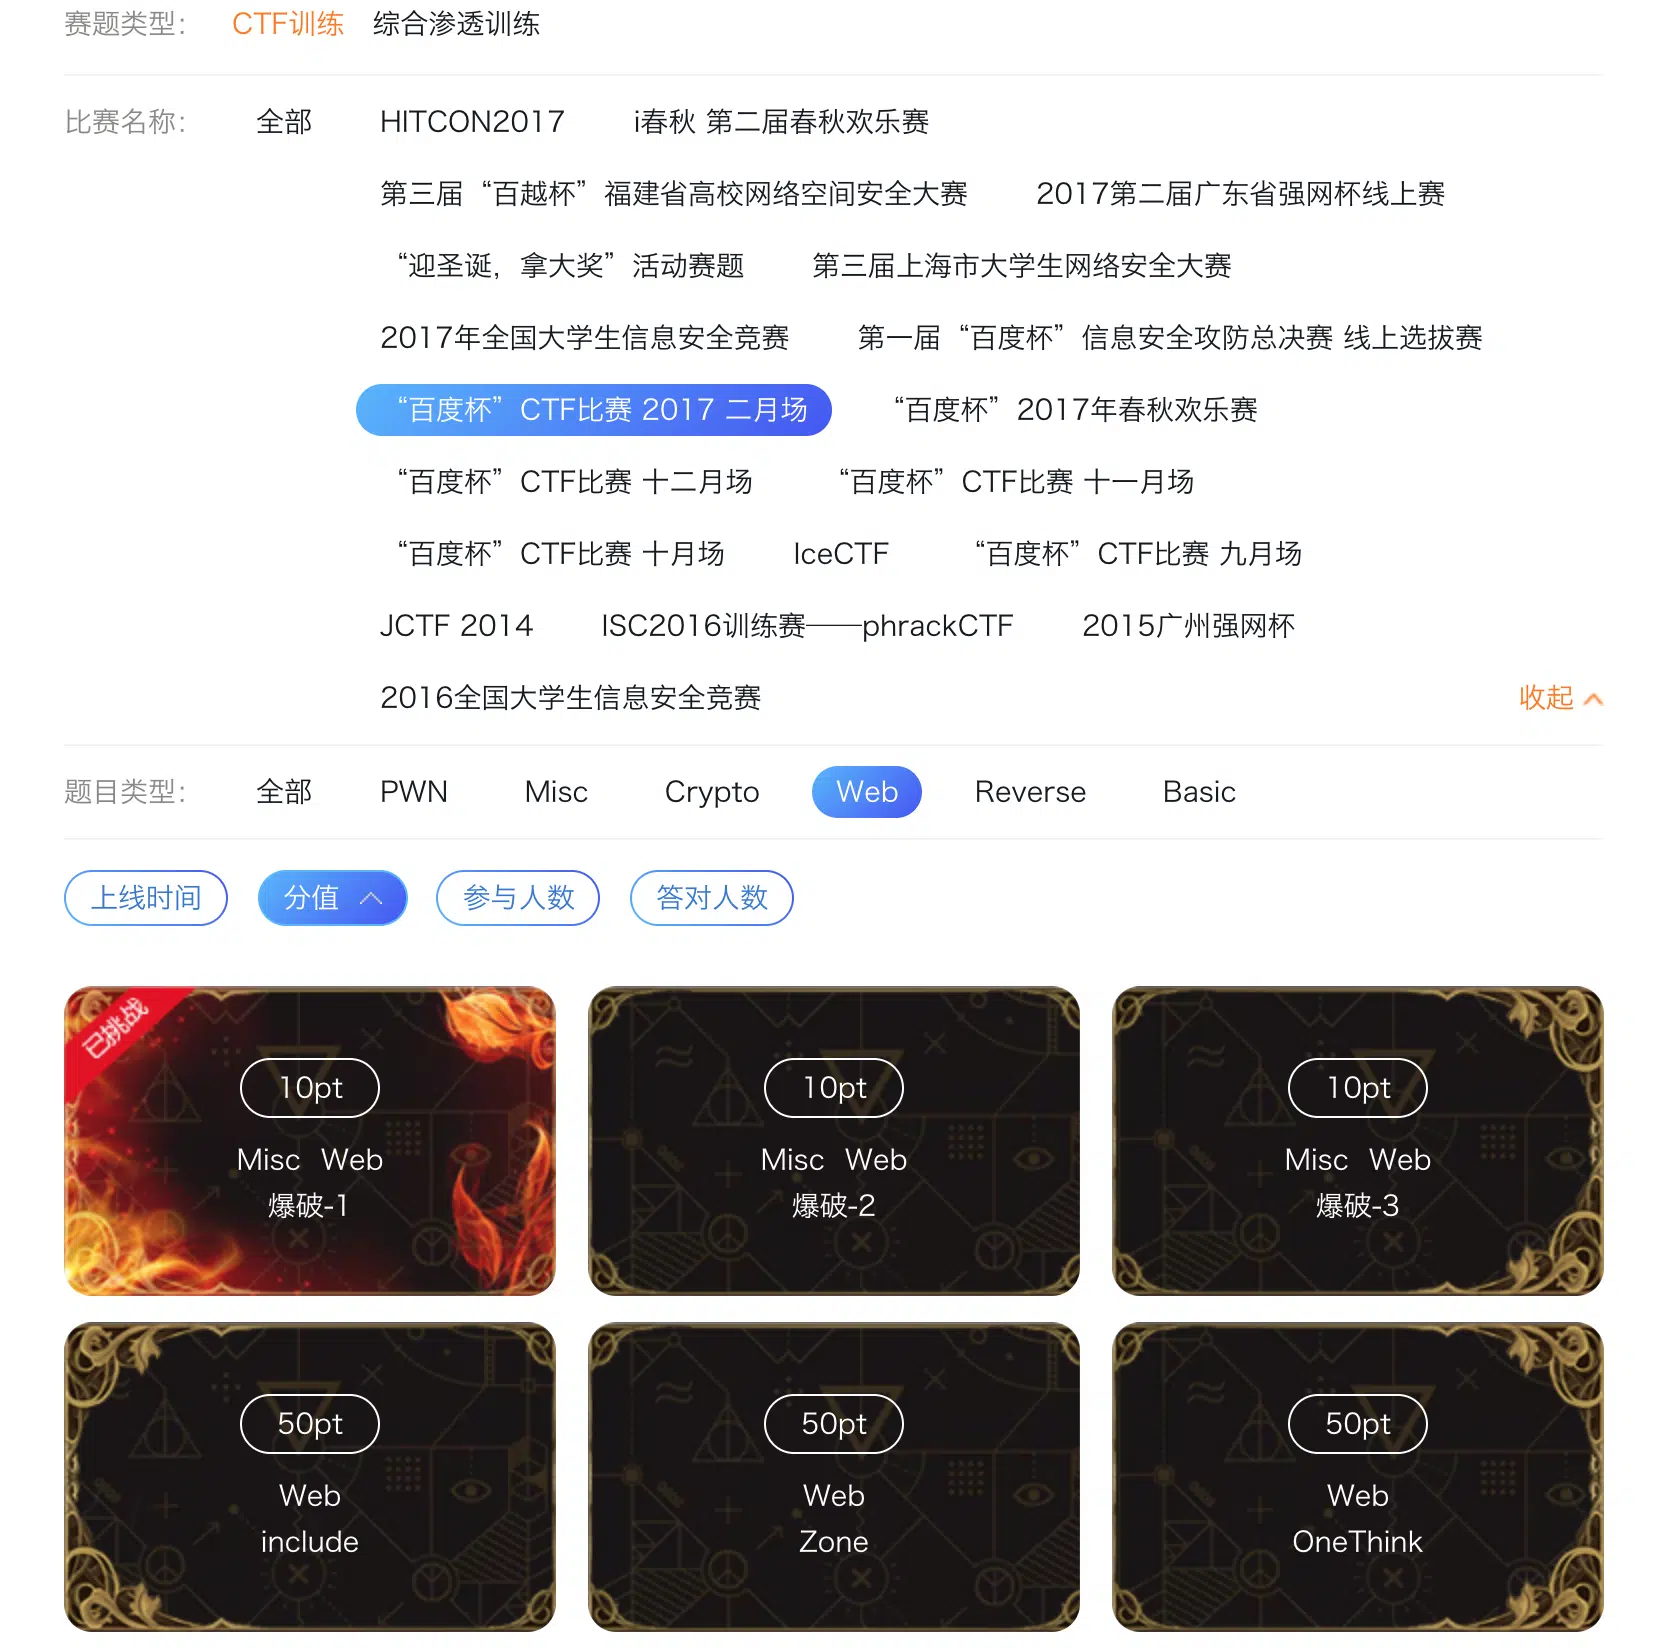 赛题类型： CTF训练 综合渗透训练
比赛名称： 全部 HITCON2017 i春秋 第二届春秋欢乐赛
第三届“百越杯”福建省高校网络空间安全大赛 2017第二届广东省强网杯线上赛
“迎圣诞，拿大奖”活动赛题 第三届上海市大学生网络安全大赛
2017年全国大学生信息安全竞赛 第一届“百度杯”信息安全攻防总决赛 线上选拔赛
“百度杯”CTF比赛 2017 二月场 “百度杯”2017年春秋欢乐赛
“百度杯”CTF比赛 十二月场 “百度杯”CTF比赛 十一月场
“百度杯”CTF比赛 十月场 IceCTF “百度杯”CTF比赛 九月场
JCTF 2014 ISC2016训练赛——phrackCTF 2015广州强网杯
2016全国大学生信息安全竞赛 收起
题目类型： 全部 PWN Misc Crypto Web Reverse Basic
上线时间 分值 参与人数 答对人数
已挑战
10pt 10pt 10pt
Misc Web Misc Web Misc Web
爆破-1 爆破-2 爆破-3
50pt 50pt 50pt
Web Web Web
include Zone OneThink